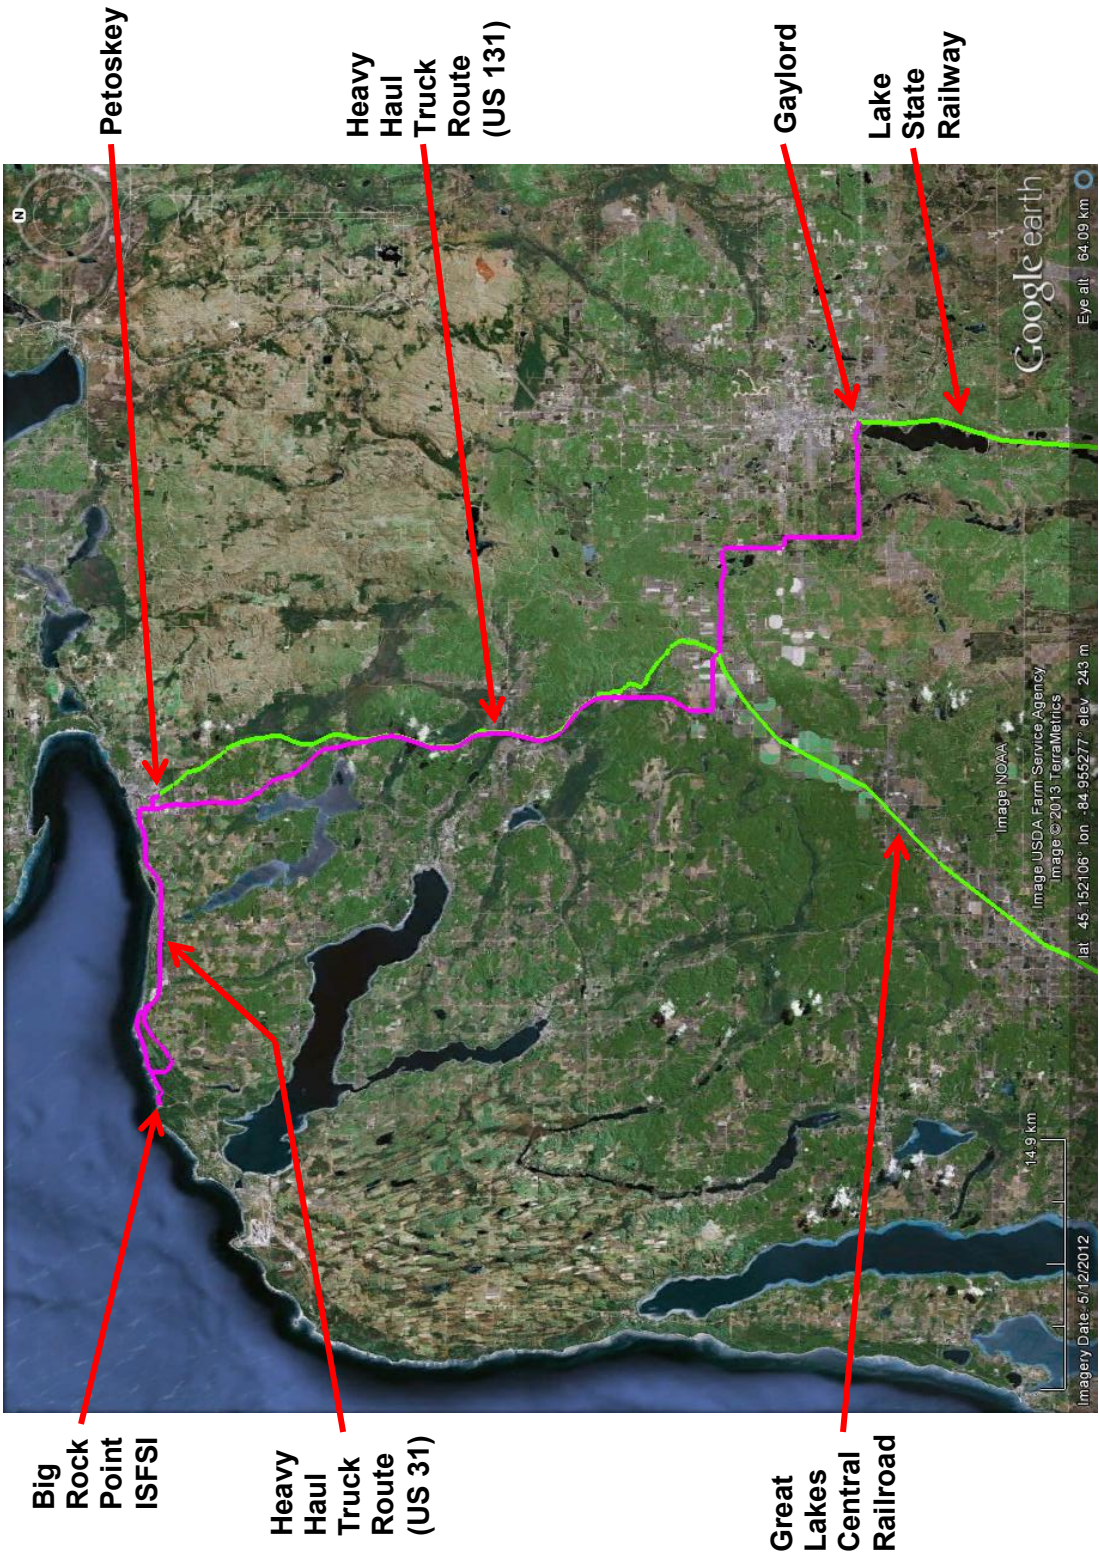 Big
Rock
Point
ISFSI
Heavy
Haul
Truck
Route
(US 31)
Great
Lakes
Central
Railroad
Petoskey
Heavy
Haul
Truck
Route
(US 131)
Gaylord
Lake
State
Railway
N
14.9 km
Image NOAA
Image USDA Farm Service Agency
Image © 2013 TerraMetrics
Google earth
Imagery Date: 5/12/2012 lat 45.152106° lon -84.955277° elev 243 m Eye alt 64.09 km